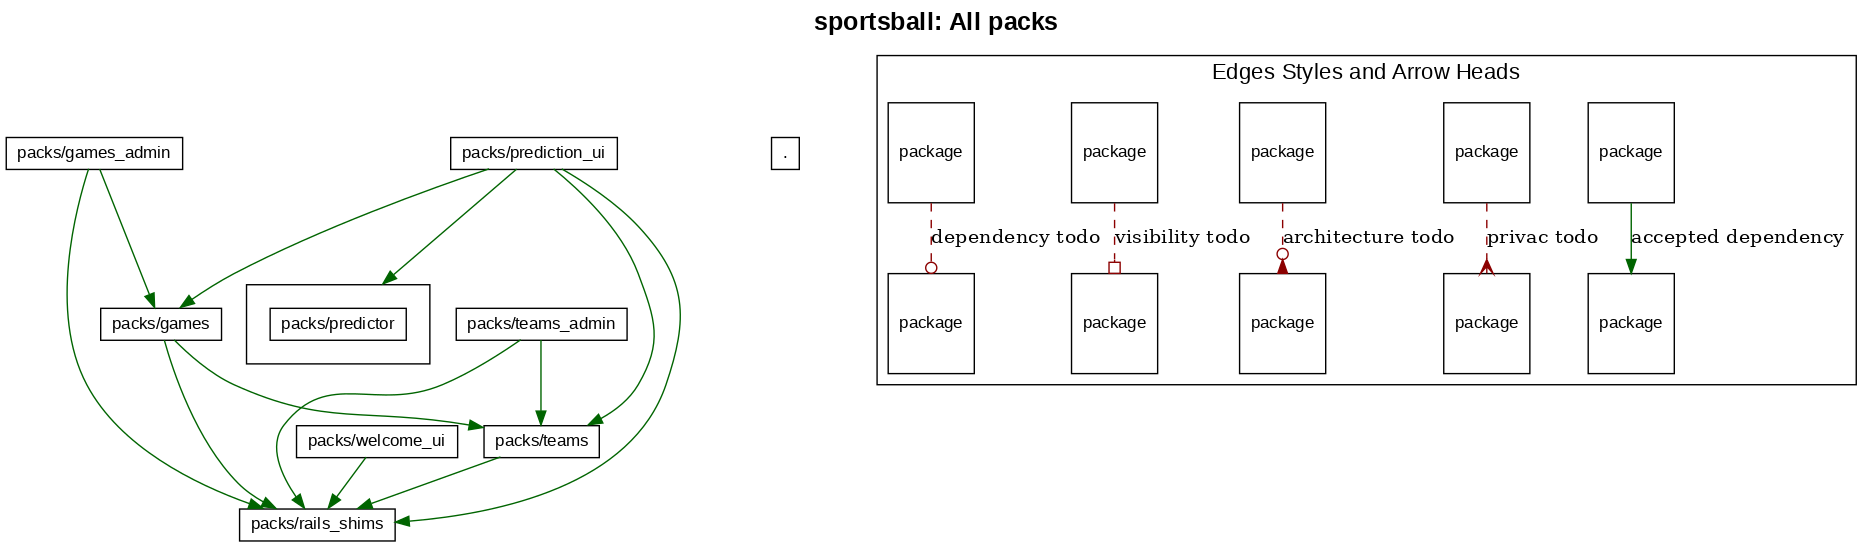 sportsball: All packs
packs/games_admin
packs/prediction_ui
.
packs/games
packs/predictor
packs/teams_admin
packs/welcome_ui
packs/teams
packs/rails_shims
Edges Styles and Arrow Heads
package
package
package
package
package
dependency todo
visibility todo
architecture todo
privac todo
accepted dependency
package
package
package
package
package